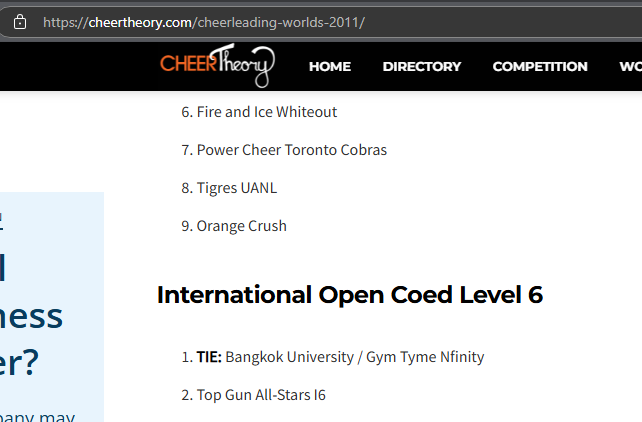 https://cheertheory.com/cheerleading-worlds-2011/
CHEERTheory HOME DIRECTORY COMPETITION WO
6. Fire and Ice Whiteout
7. Power Cheer Toronto Cobras
8. Tigres UANL
9. Orange Crush
ness
er?
pany may
International Open Coed Level 6
1. TIE: Bangkok University / Gym Tyme Nfinity
2. Top Gun All-Stars I6